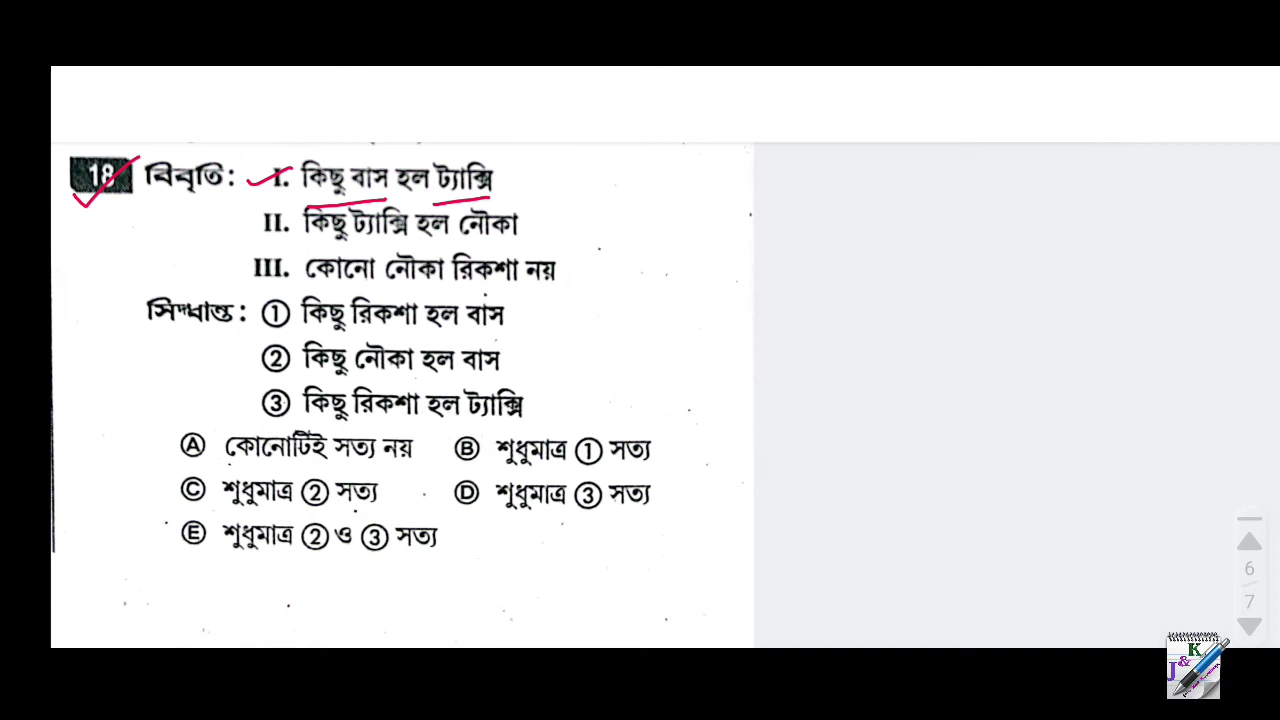 18 বিবৃতি : I. কিছু বাস হল ট্যাক্সি
II. কিছু ট্যাক্সি হল নৌকা
III. কোনো নৌকা রিকশা নয়
সিদ্ধান্ত : ① কিছু রিকশা হল বাস
② কিছু নৌকা হল বাস
③ কিছু রিকশা হল ট্যাক্সি
Ⓐ কোনোটিই সত্য নয় Ⓑ শুধুমাত্র ① সত্য
Ⓒ শুধুমাত্র ② সত্য Ⓓ শুধুমাত্র ③ সত্য
Ⓔ শুধুমাত্র ② ও ③ সত্য
6
7
J & K